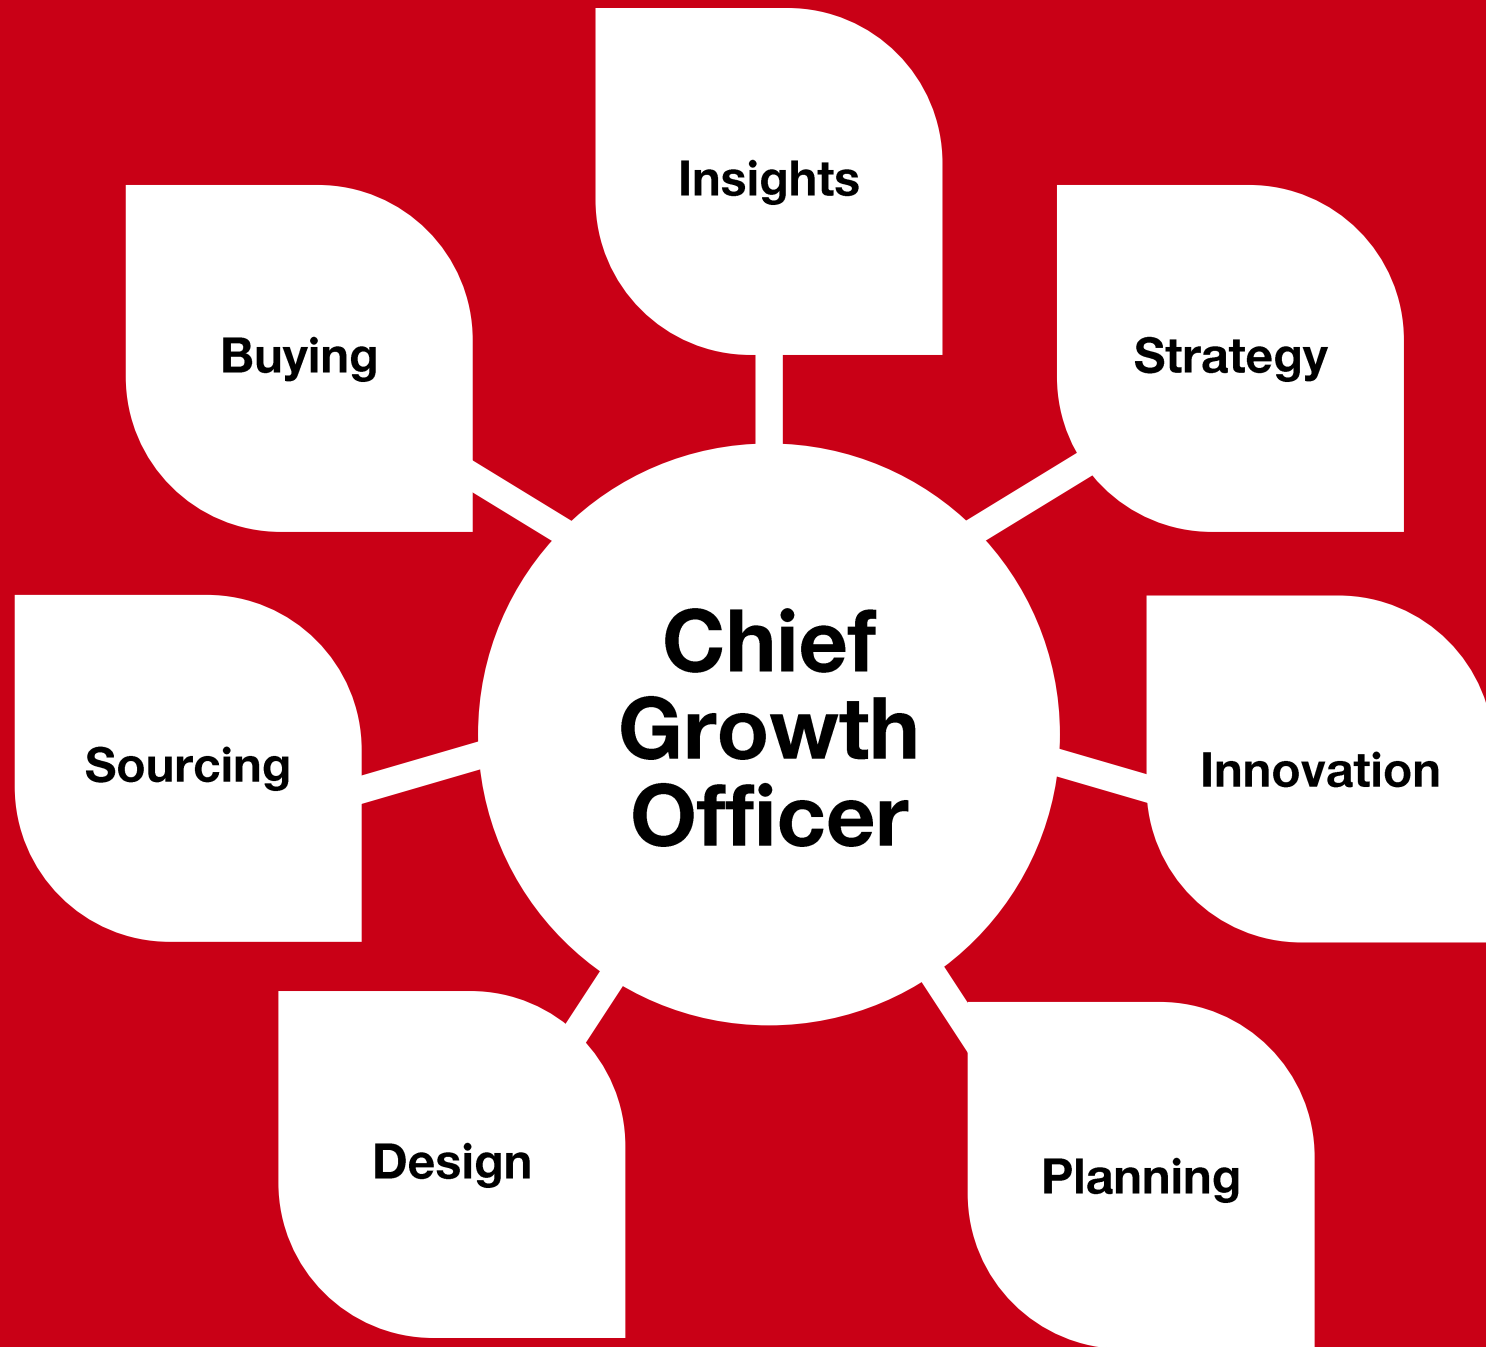 Insights
Buying
Strategy
Chief
Growth
Officer
Sourcing
Innovation
Design
Planning